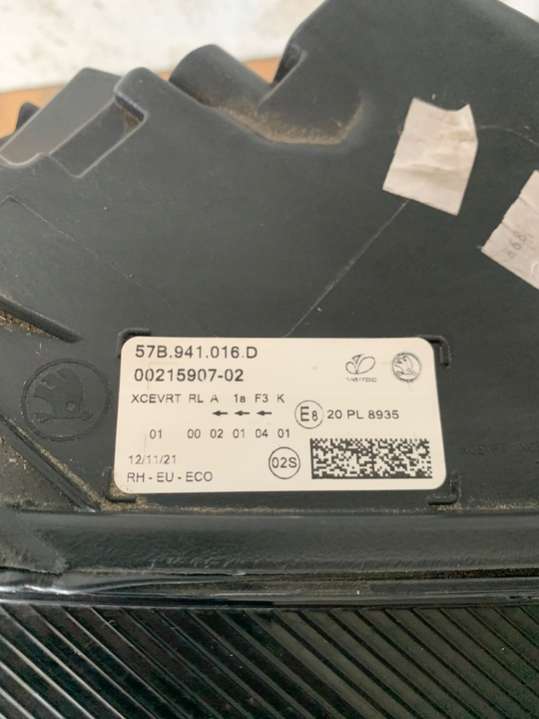 868
57B.941.016.D
00215907-02
XCEVRT RL A 1a F3 K
E8 20 PL 8935
01 00 02 01 04 01
12/11/21
02S
RH - EU - ECO